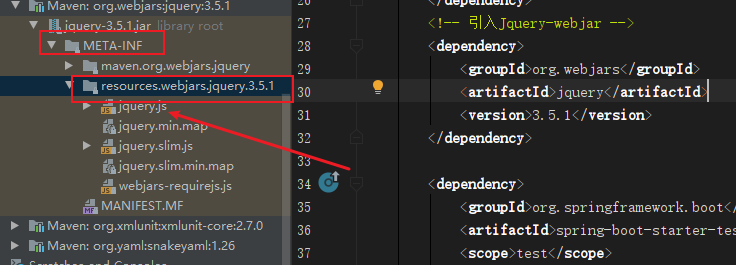 Maven: org.webjars:jquery:3.5.1
jquery-3.5.1.jar library root
META-INF
maven.org.webjars.jquery
resources.webjars.jquery.3.5.1
jquery.js
jquery.min.map
jquery.slim.js
jquery.slim.min.map
webjars-requirejs.js
MANIFEST.MF
Maven: org.xmlunit:xmlunit-core:2.7.0
Maven: org.yaml:snakeyaml:1.26
27 <!-- 引入Jquery-webjar -->
28 <dependency>
29 <groupId>org.webjars</groupId>
30 <artifactId>jquery</artifactId>
31 <version>3.5.1</version>
32 </dependency>
33
34 <dependency>
35 <groupId>org.springframework.boot</
36 <artifactId>spring-boot-starter-tes
37 <scope>test</scope>